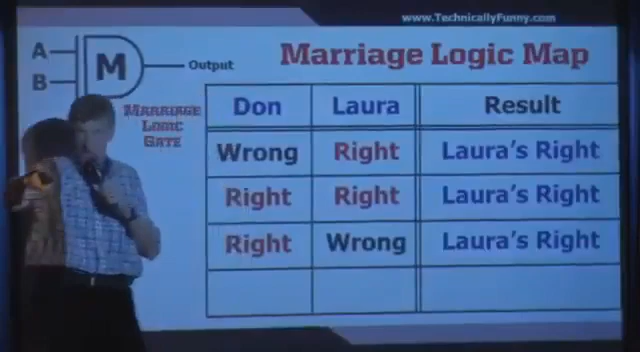 www.TechnicallyFunny.com
Marriage Logic Map
A
B
M
Output
Marriage
Logic
Gate
Don Laura Result
Wrong Right Laura's Right
Right Right Laura's Right
Right Wrong Laura's Right